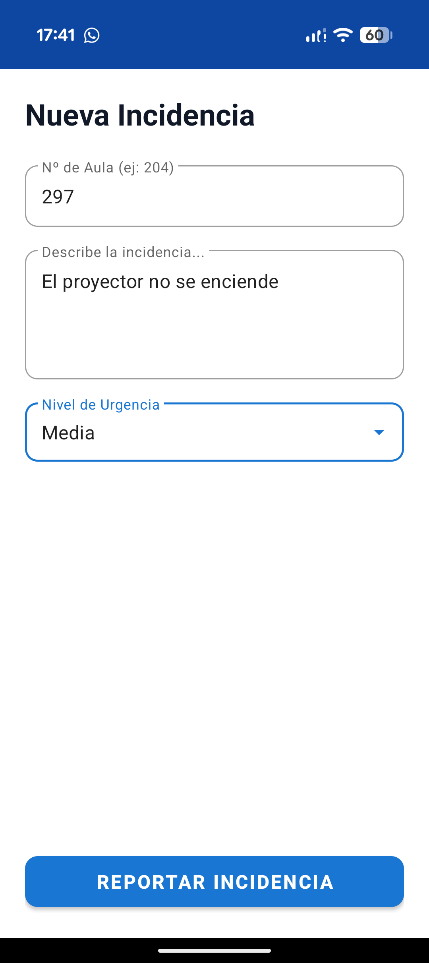 17:41
60
Nueva Incidencia
Nº de Aula (ej: 204)
297
Describe la incidencia...
El proyector no se enciende
Nivel de Urgencia
Media
REPORTAR INCIDENCIA